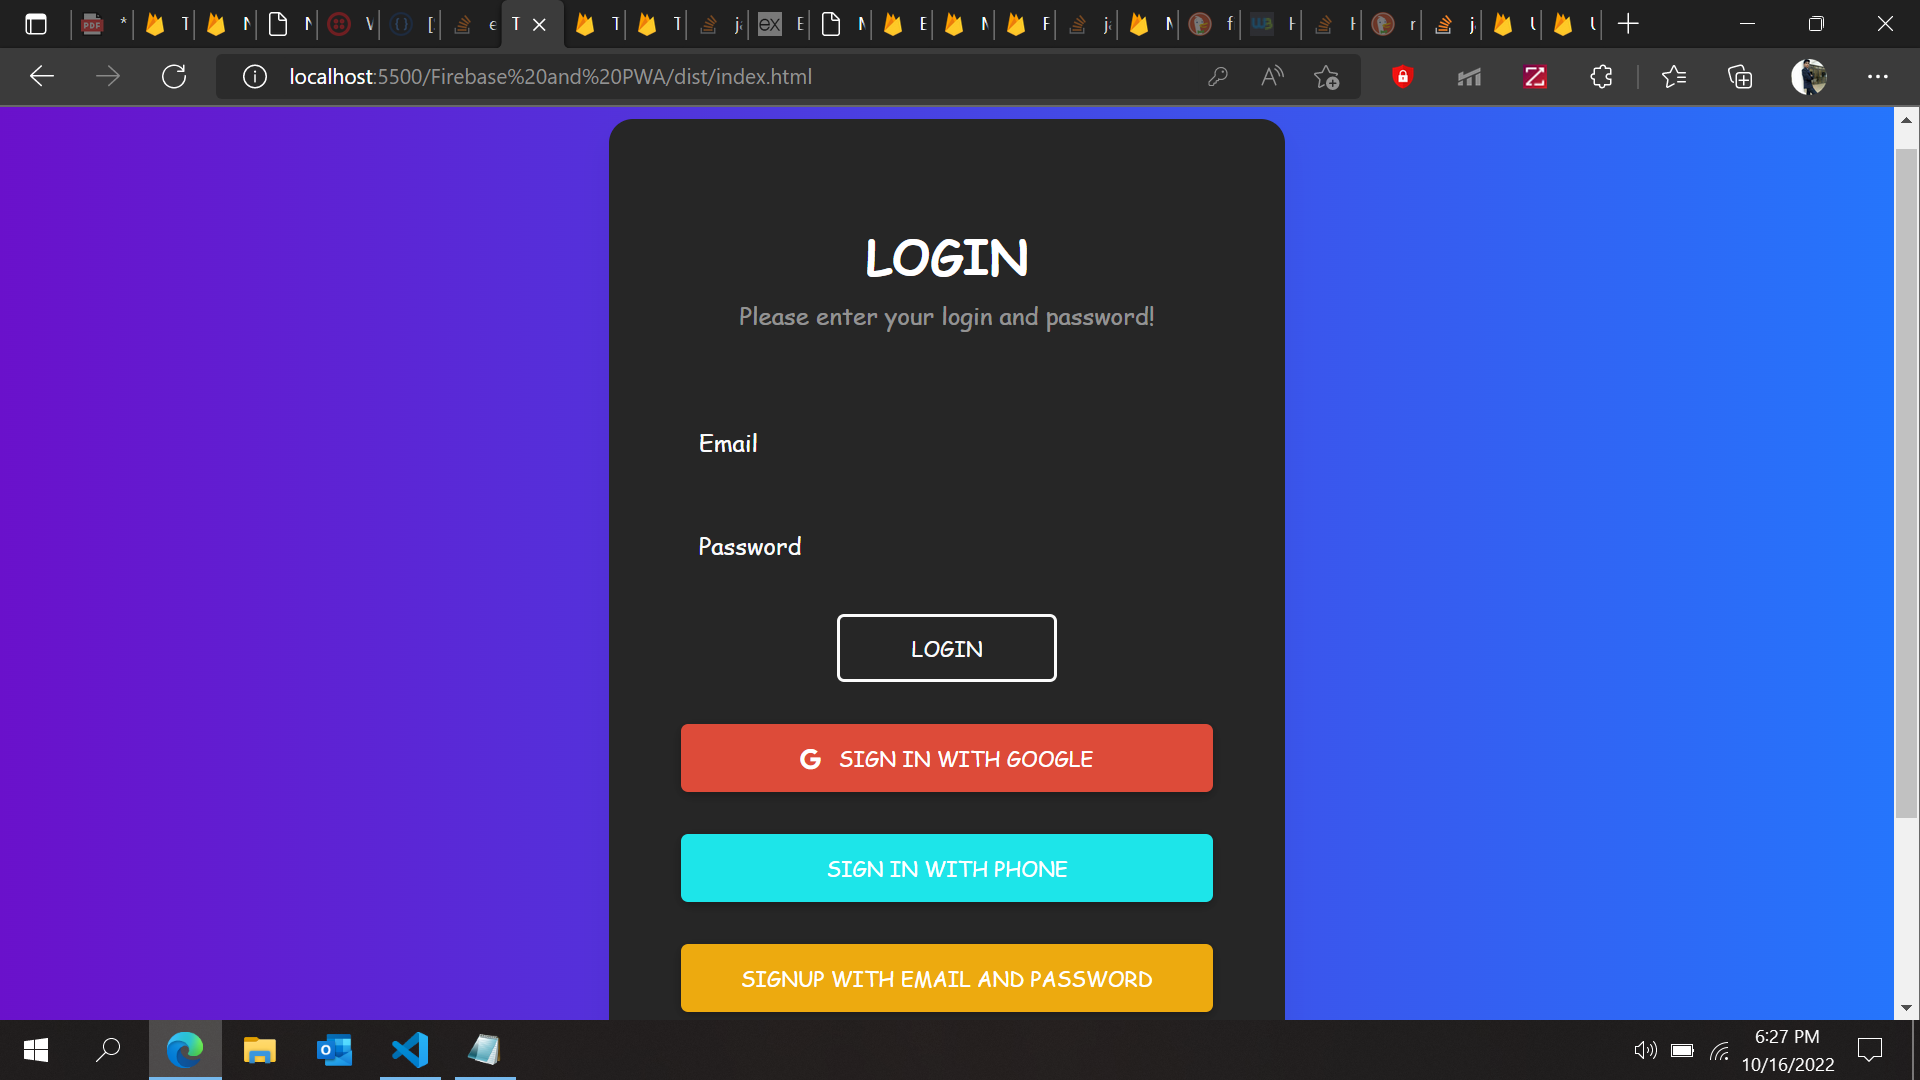 localhost:5500/Firebase%20and%20PWA/dist/index.html
LOGIN
Please enter your login and password!
Email
Password
LOGIN
G SIGN IN WITH GOOGLE
SIGN IN WITH PHONE
SIGNUP WITH EMAIL AND PASSWORD
6:27 PM
10/16/2022